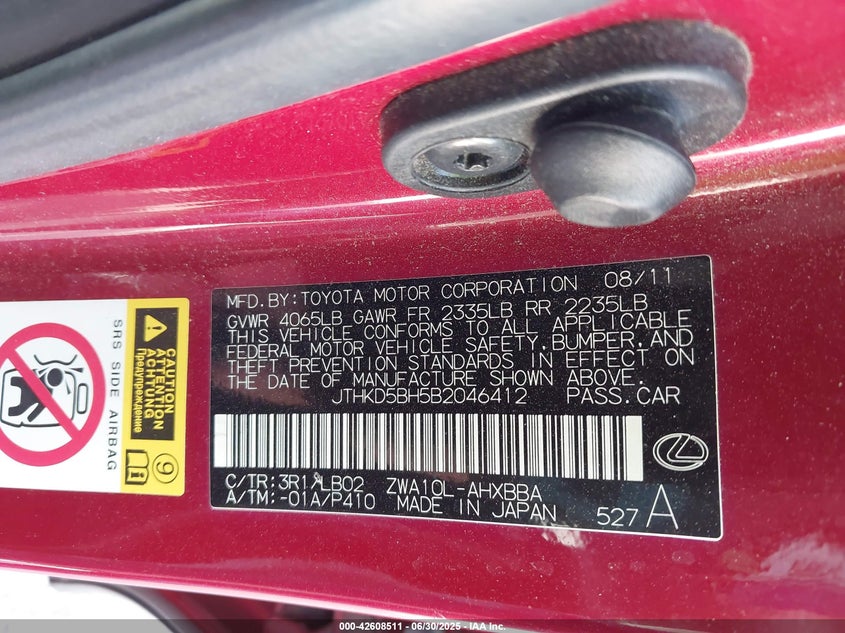 MFD. BY: TOYOTA MOTOR CORPORATION 08/11
GVWR 4065LB GAWR FR 2335LB RR 2235LB
THIS VEHICLE CONFORMS TO ALL APPLICABLE
FEDERAL MOTOR VEHICLE SAFETY, BUMPER, AND
THEFT PREVENTION STANDARDS IN EFFECT ON
THE DATE OF MANUFACTURE SHOWN ABOVE.
JTHKD5BH5B2046412 PASS.CAR
C/TR: 3R1 LB02 ZWA10L-AHXBBA
A/TM: -01A/P410 MADE IN JAPAN 527 A
SRS SIDE AIRBAG
CAUTION
ATTENTION
ACHTUNG
Предупреждение
9
000-42608511 - 06/30/2025 - IAA Inc.